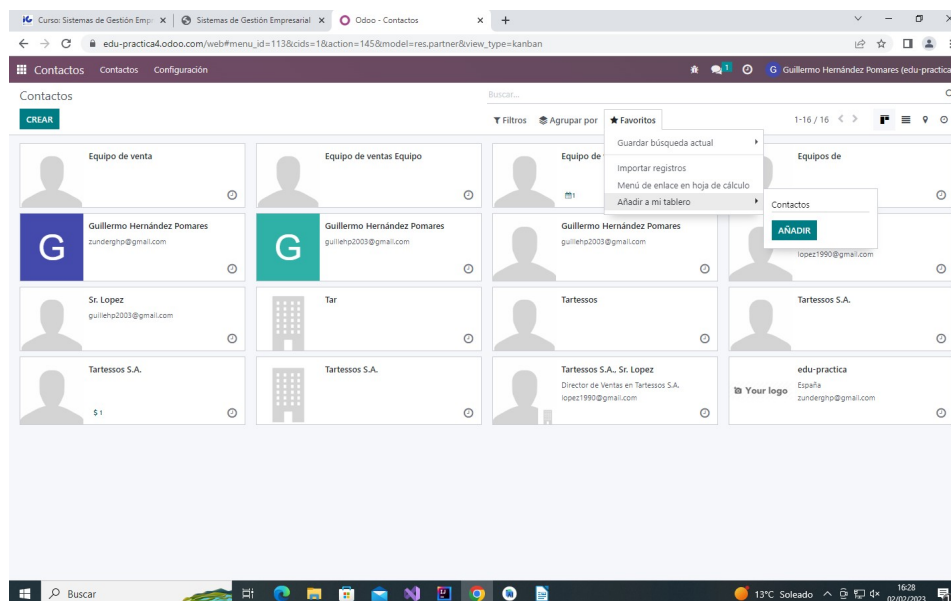 Curso: Sistemas de Gestión Emp
Sistemas de Gestión Empresarial
Odoo - Contactos
edu-practica4.odoo.com/web#menu_id=113&cids=1&action=145&model=res.partner&view_type=kanban
Contactos Contactos Configuración
1
G Guillermo Hernández Pomares (edu-practica
Contactos
Buscar...
CREAR
Filtros Agrupar por Favoritos
1-16 / 16
Guardar búsqueda actual
Importar registros
Menú de enlace en hoja de cálculo
Añadir a mi tablero
Contactos
AÑADIR
Equipo de venta
Equipo de ventas Equipo
Equipo de
1
Equipos de
G
Guillermo Hernández Pomares
zunderghp@gmail.com
G
Guillermo Hernández Pomares
guillehp2003@gmail.com
Guillermo Hernández Pomares
guillehp2003@gmail.com
lopez1990@gmail.com
Sr. Lopez
guillehp2003@gmail.com
Tar
Tartessos
Tartessos S.A.
Tartessos S.A.
$ 1
Tartessos S.A.
Tartessos S.A., Sr. Lopez
Director de Ventas en Tartessos S.A.
lopez1990@gmail.com
Your logo
edu-practica
España
zunderghp@gmail.com
Buscar
13°C Soleado
16:28
02/02/2023